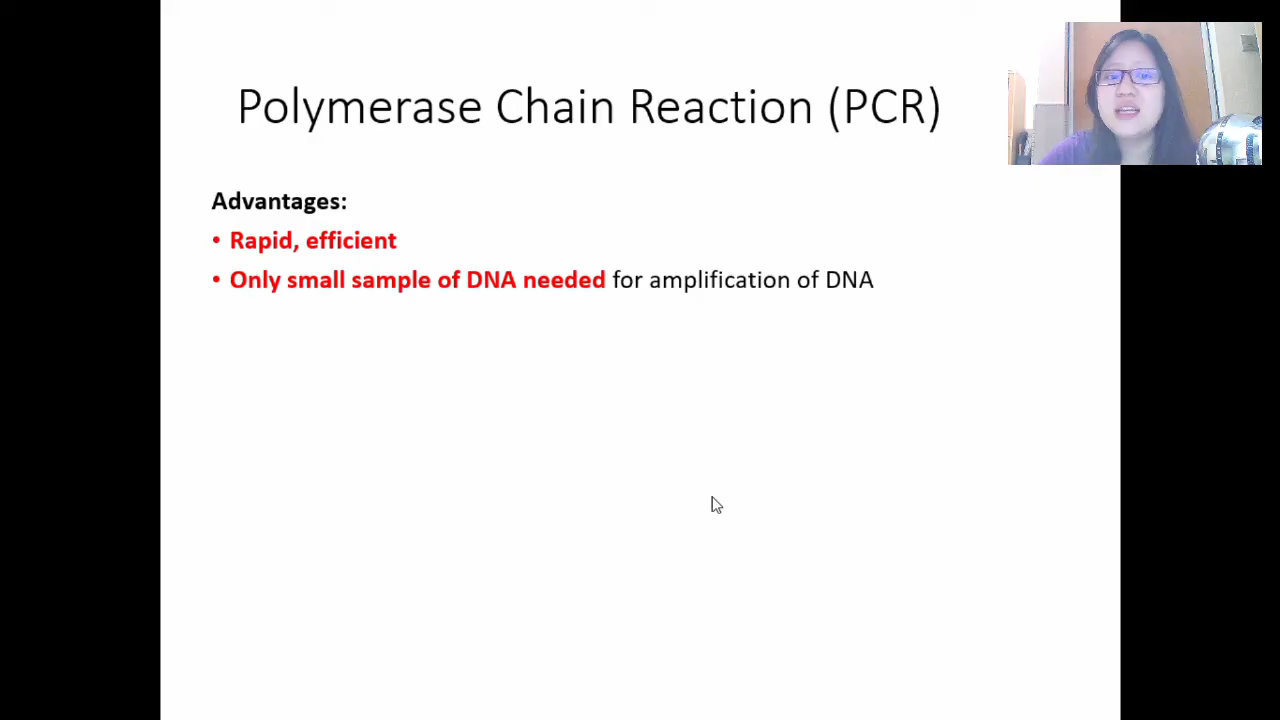 Polymerase Chain Reaction (PCR)
Advantages:
• Rapid, efficient
• Only small sample of DNA needed for amplification of DNA